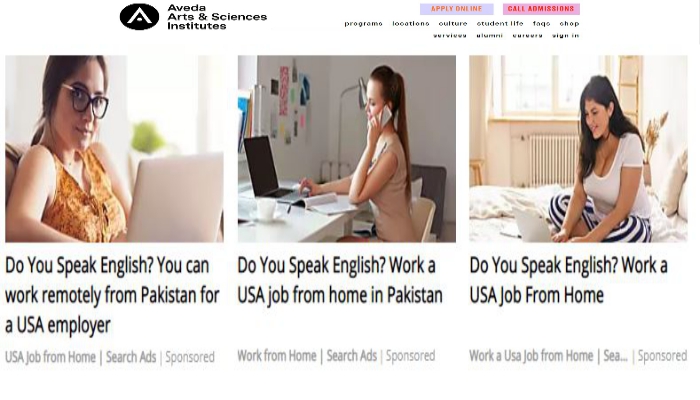 Aveda
Arts & Sciences
Institutes
APPLY ONLINE
CALL ADMISSIONS
programs locations culture student life faqs shop
services alumni careers sign in
Do You Speak English? You can
work remotely from Pakistan for
a USA employer
USA Job from Home | Search Ads | Sponsored
Do You Speak English? Work a
USA job from home in Pakistan
Work from Home | Search Ads | Sponsored
Do You Speak English? Work a
USA Job From Home
Work a Usa Job from Home | Sea... | Sponsored